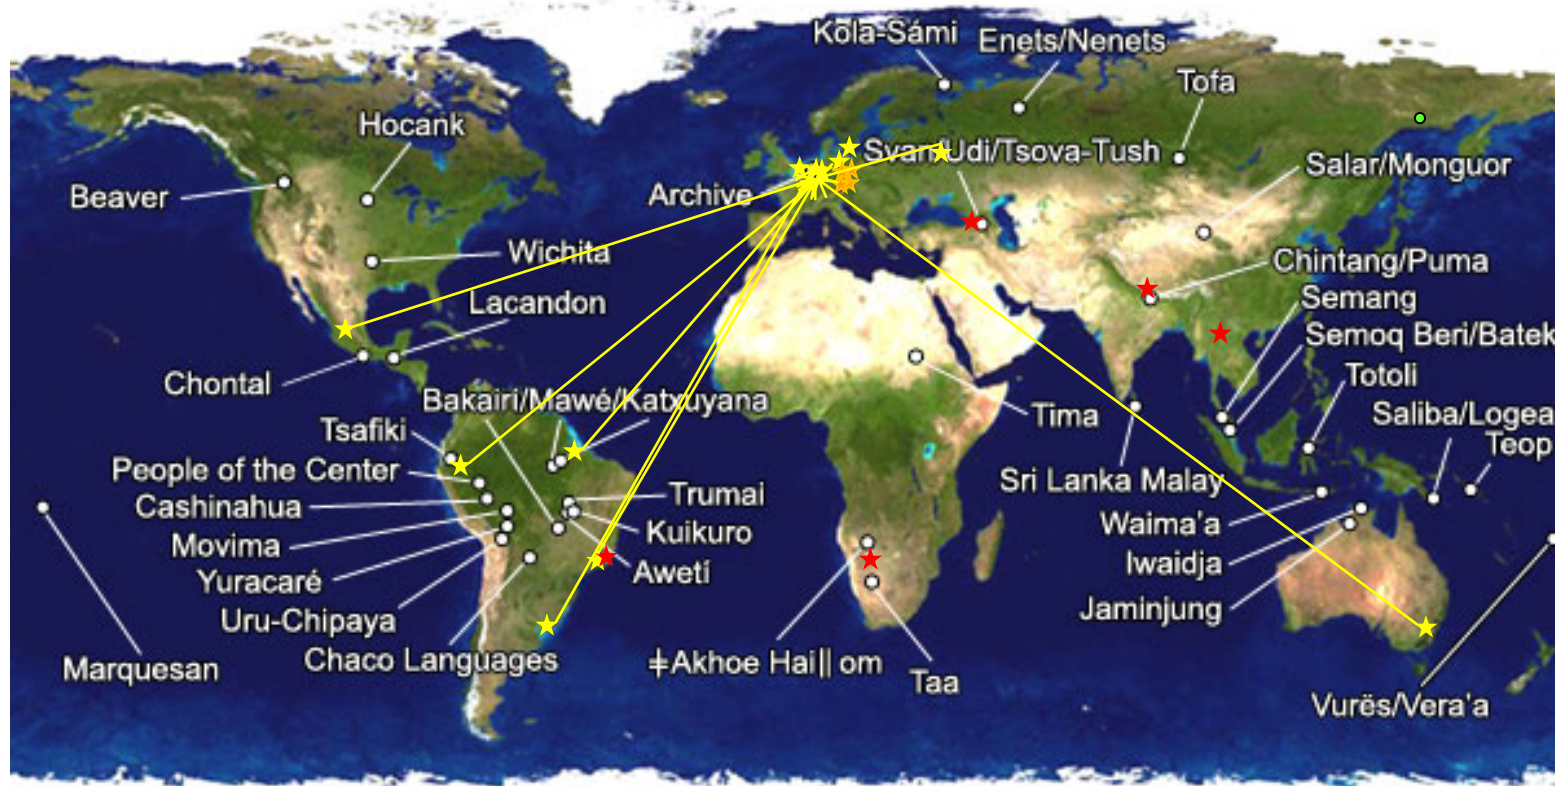 Kola-Sámi
Enets/Nenets
Tofa
Hocank
Svan/Udi/Tsova-Tush
Salar/Monguor
Beaver
Archive
Wichita
Chintang/Puma
Semang
Lacandon
Semoq Beri/Batek
Chontal
Totoli
Bakairi/Mawé/Katxuyana
Saliba/Logea
Tima
Tsafiki
Teop
People of the Center
Sri Lanka Malay
Trumai
Cashinahua
Waima'a
Kuikuro
Movima
Iwaidja
Awetí
Yuracaré
Jaminjung
Uru-Chipaya
Chaco Languages
ǂAkhoe Haiǁom
Marquesan
Taa
Vurës/Vera'a